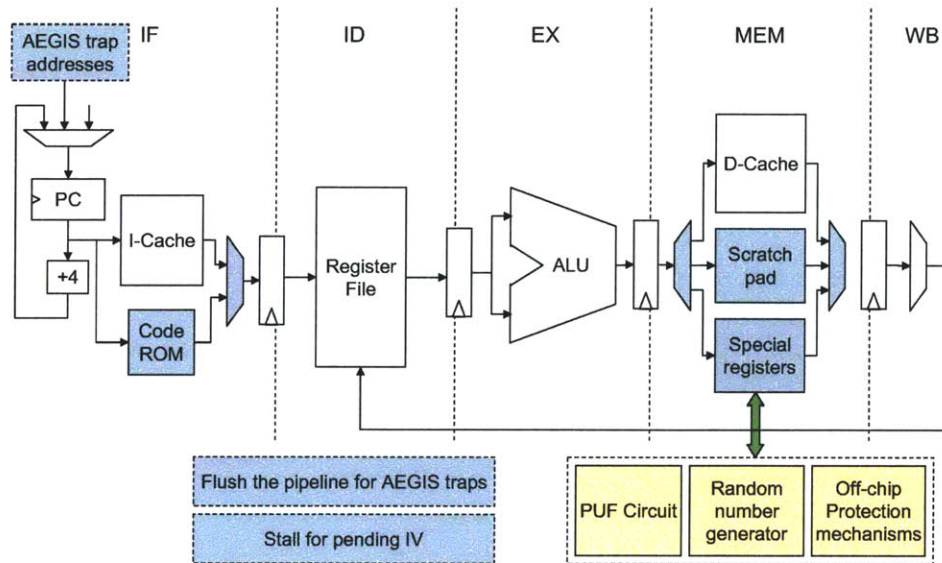 IF
ID
EX
MEM
WB
AEGIS trap
addresses
PC
+4
I-Cache
Code
ROM
Register
File
ALU
D-Cache
Scratch
pad
Special
registers
Flush the pipeline for AEGIS traps
Stall for pending IV
PUF Circuit
Random
number
generator
Off-chip
Protection
mechanisms